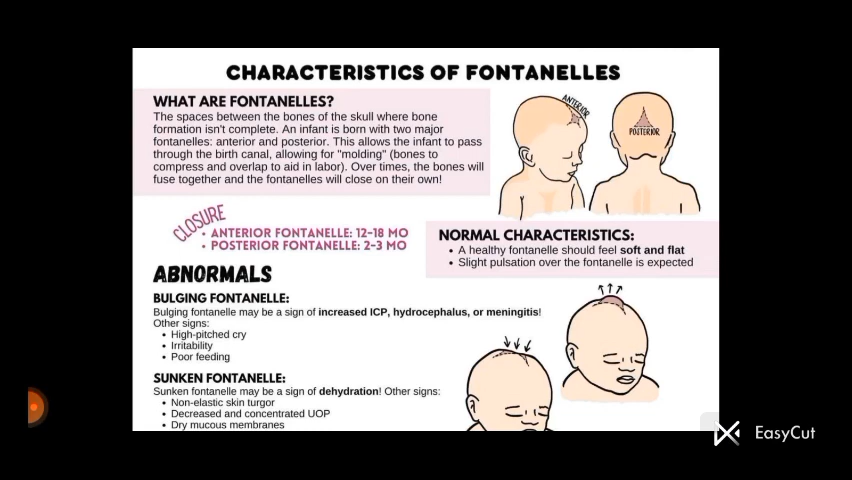 CHARACTERISTICS OF FONTANELLES
WHAT ARE FONTANELLES?
The spaces between the bones of the skull where bone
formation isn't complete. An infant is born with two major
fontanelles: anterior and posterior. This allows the infant to pass
through the birth canal, allowing for "molding" (bones to
compress and overlap to aid in labor). Over times, the bones will
fuse together and the fontanelles will close on their own!
ANTERIOR
POSTERIOR
CLOSURE
• ANTERIOR FONTANELLE: 12-18 MO
• POSTERIOR FONTANELLE: 2-3 MO
NORMAL CHARACTERISTICS:
• A healthy fontanelle should feel soft and flat
• Slight pulsation over the fontanelle is expected
ABNORMALS
BULGING FONTANELLE:
Bulging fontanelle may be a sign of increased ICP, hydrocephalus, or meningitis!
Other signs:
• High-pitched cry
• Irritability
• Poor feeding
SUNKEN FONTANELLE:
Sunken fontanelle may be a sign of dehydration! Other signs:
• Non-elastic skin turgor
• Decreased and concentrated UOP
• Dry mucous membranes
EasyCut